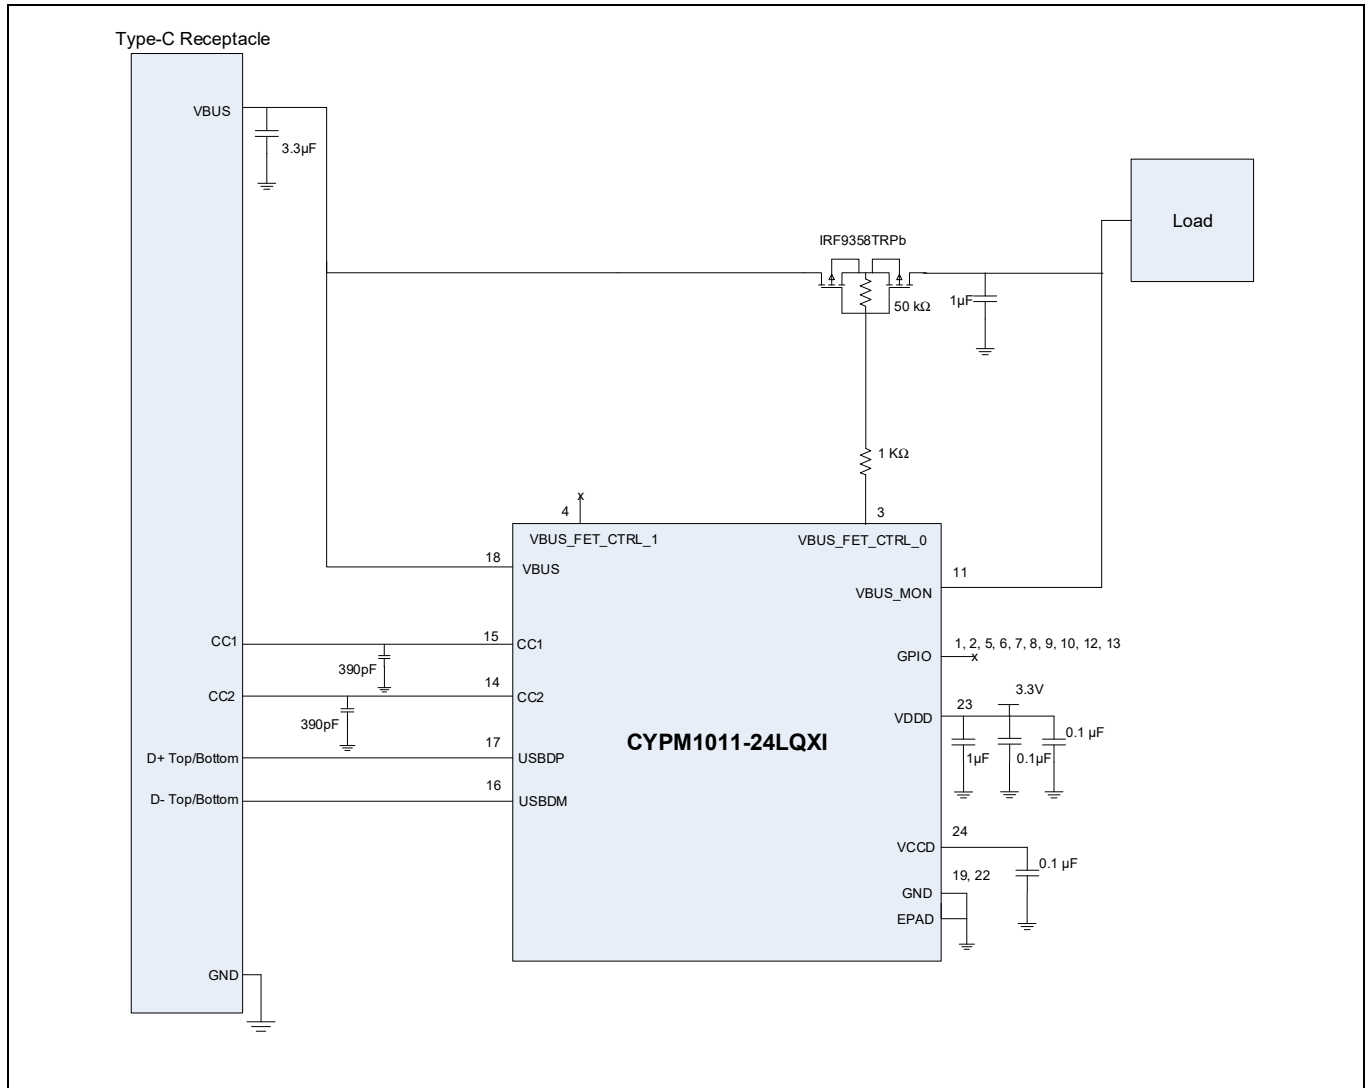 Type-C Receptacle
VBUS
3.3µF
Load
IRF9358TRPb
50 kΩ
1µF
1 KΩ
4
3
VBUS_FET_CTRL_1
VBUS_FET_CTRL_0
18
VBUS
11
VBUS_MON
CC1
15
CC1
1, 2, 5, 6, 7, 8, 9, 10, 12, 13
GPIO
390pF
14
CC2
CC2
3.3V
23
VDDD
390pF
0.1 µF
17
CYPM1011-24LQXI
1µF
0.1µF
D+ Top/Bottom
USBDP
16
D- Top/Bottom
USBDM
24
VCCD
0.1 µF
19, 22
GND
EPAD
GND